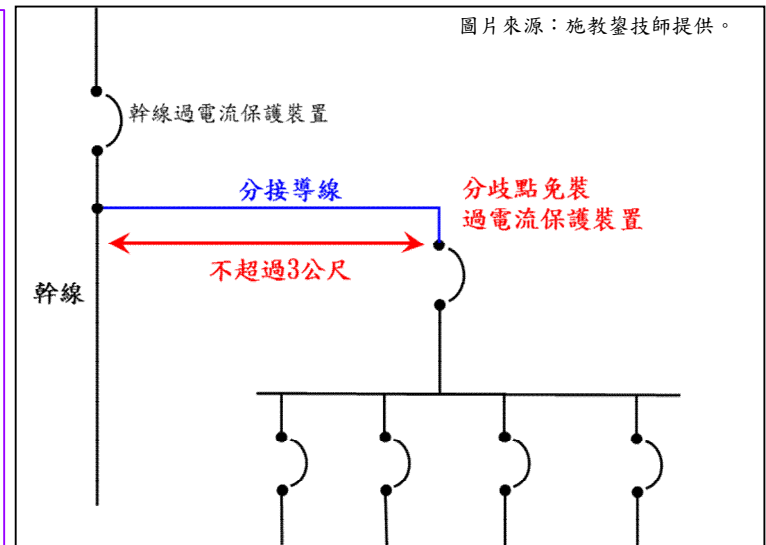 圖片來源：施教鋆技師提供。
幹線過電流保護裝置
分接導線
分歧點免裝
過電流保護裝置
不超過3公尺
幹線